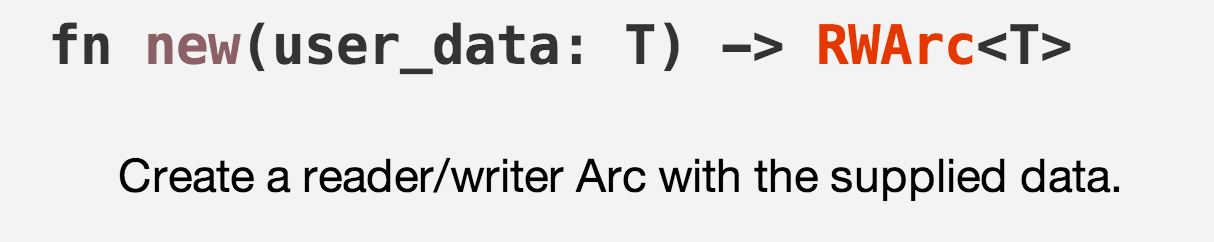 fn new(user_data: T) -> RWArc<T>
Create a reader/writer Arc with the supplied data.